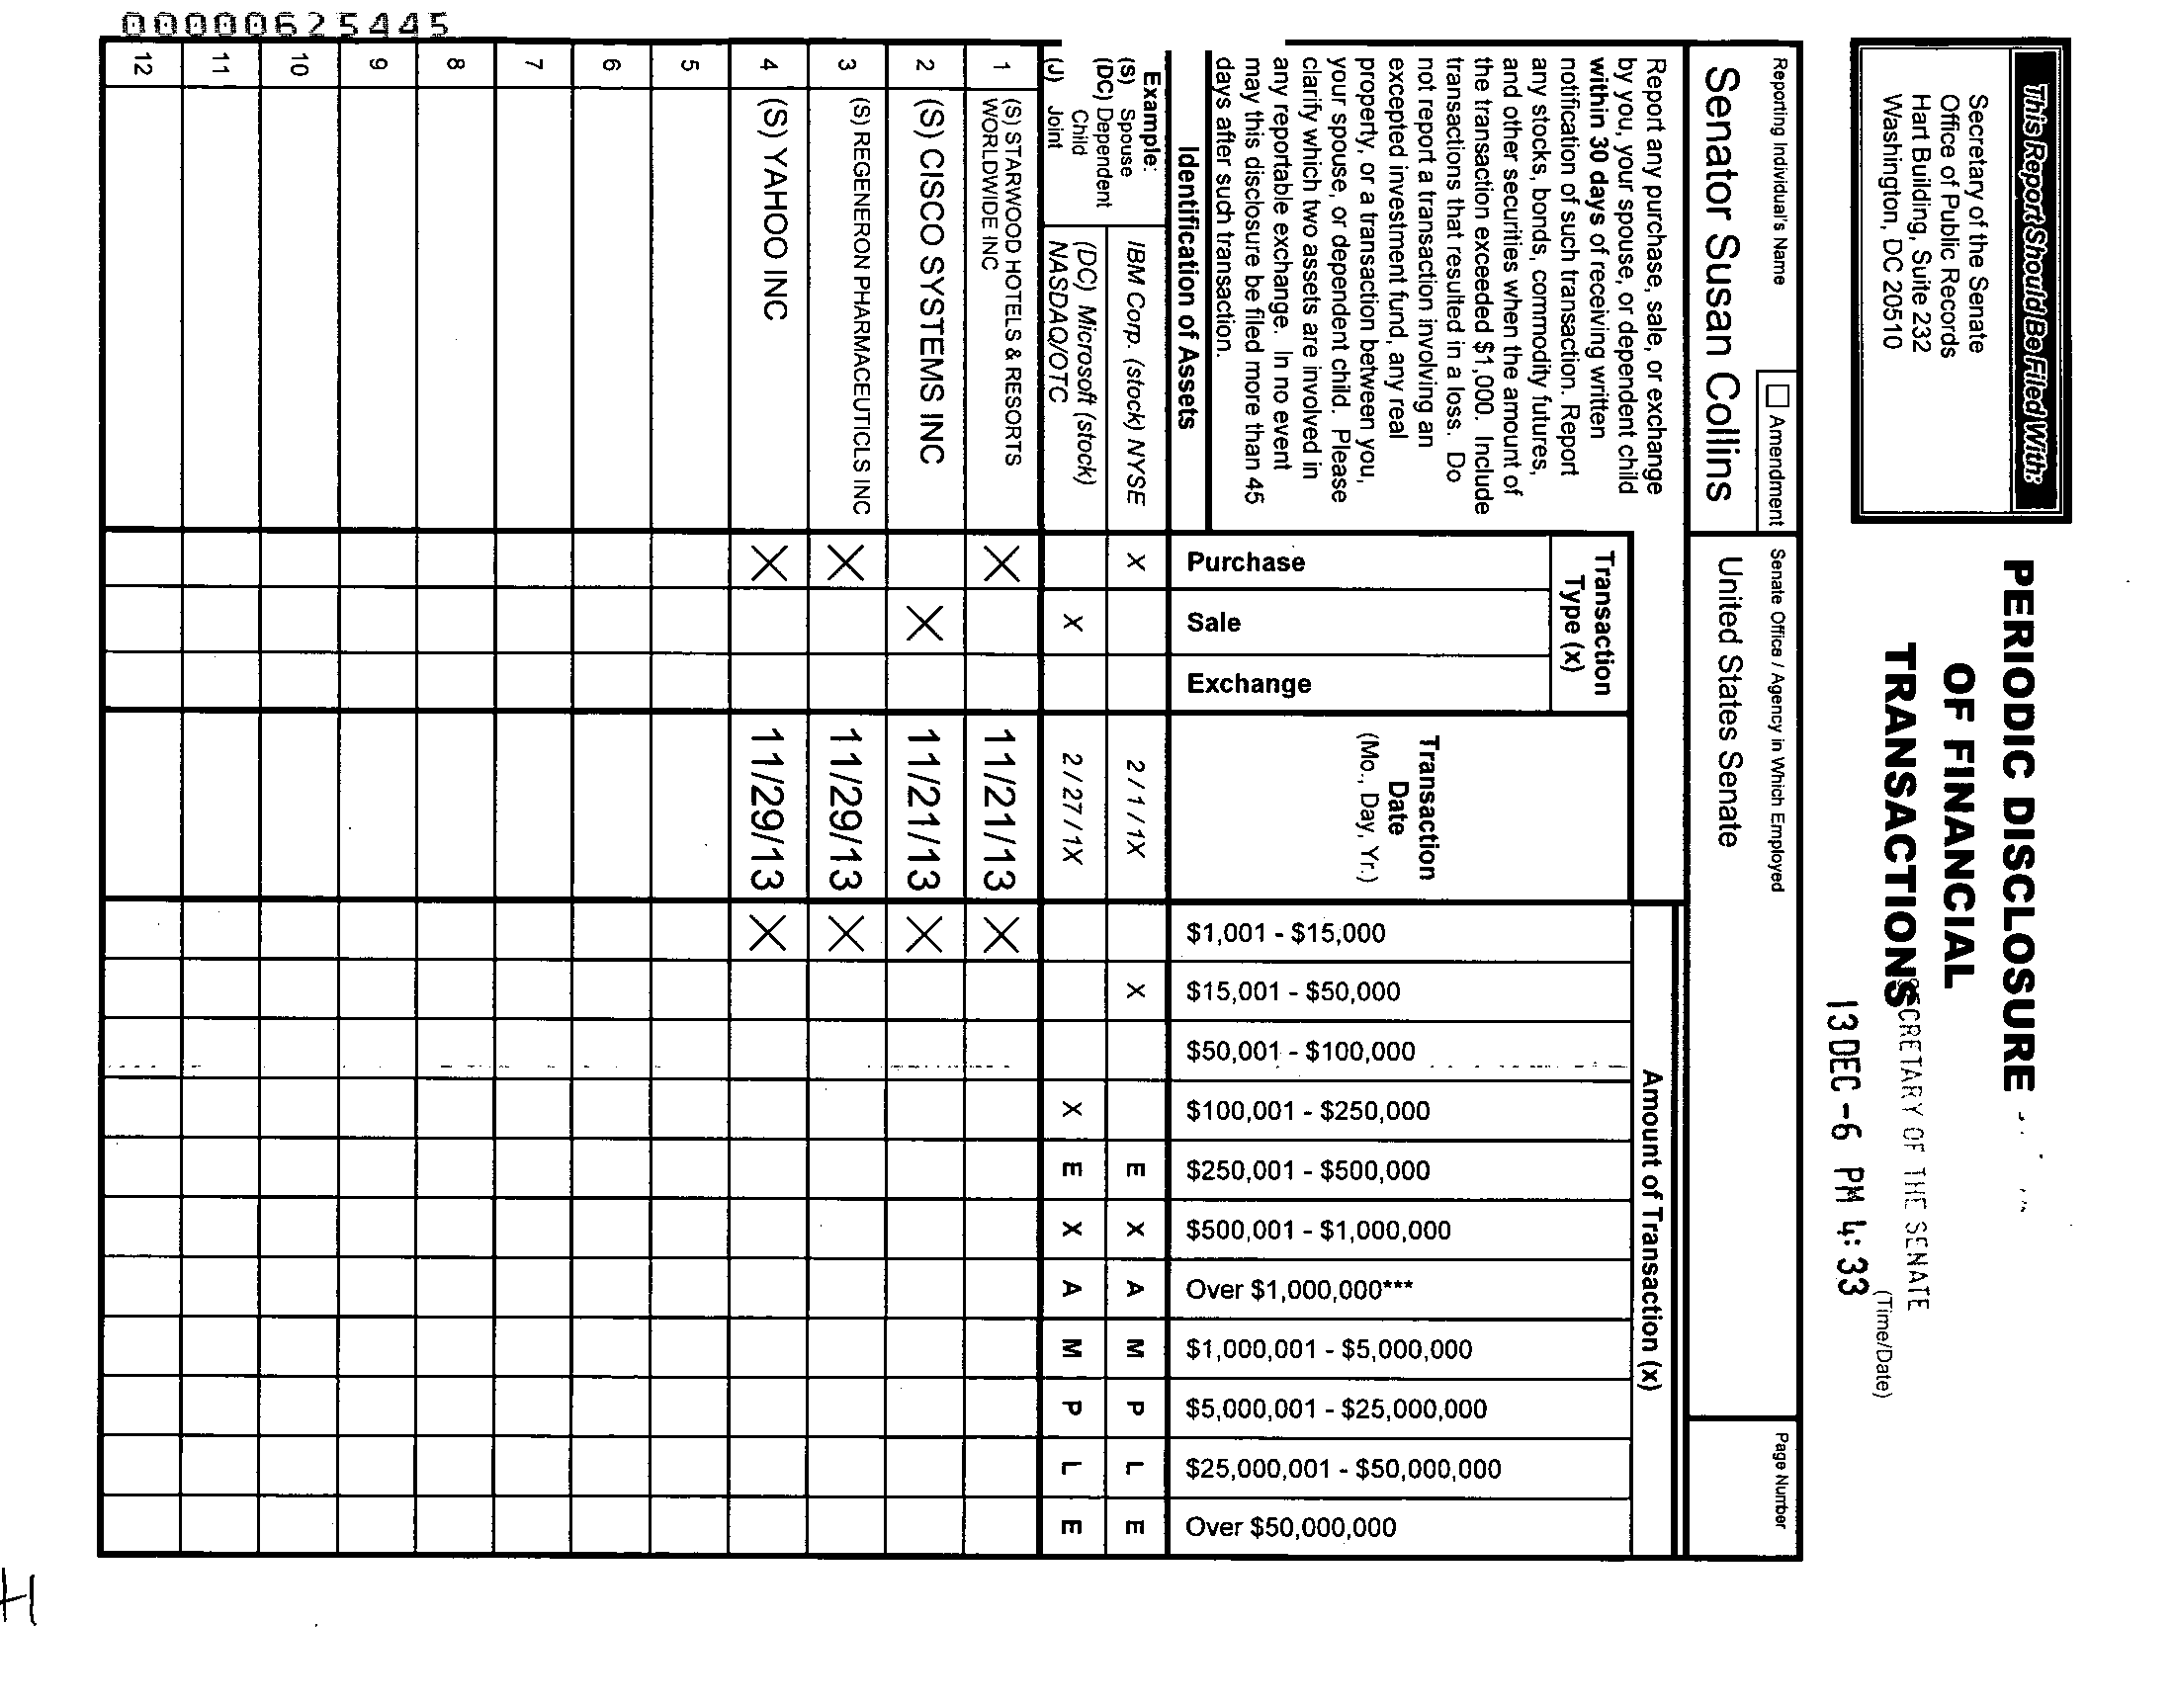 This Report Should Be Filed With:
Secretary of the Senate
Office of Public Records
Hart Building, Suite 232
Washington, DC 20510
PERIODIC DISCLOSURE
OF FINANCIAL
TRANSACTIONS
SECRETARY OF THE SENATE
(Time/Date)
13 DEC -6 PM 4:33
Reporting Individual's Name
Amendment
Senate Office / Agency in Which Employed
Page Number
Senator Susan Collins
United States Senate
Report any purchase, sale, or exchange
by you, your spouse, or dependent child
within 30 days of receiving written
notification of such transaction. Report
any stocks, bonds, commodity futures,
and other securities when the amount of
the transaction exceeded $1,000. Include
transactions that resulted in a loss. Do
not report a transaction involving an
excepted investment fund, any real
property, or a transaction between you,
your spouse, or dependent child. Please
clarify which two assets are involved in
any reportable exchange. In no event
may this disclosure be filed more than 45
days after such transaction.
Identification of Assets
Transaction
Type (x)
Purchase
Sale
Exchange
Transaction
Date
(Mo., Day, Yr.)
Amount of Transaction (x)
$1,001 - $15,000
$15,001 - $50,000
$50,001 - $100,000
$100,001 - $250,000
$250,001 - $500,000
$500,001 - $1,000,000
Over $1,000,000***
$1,000,001 - $5,000,000
$5,000,001 - $25,000,000
$25,000,001 - $50,000,000
Over $50,000,000
Example:
(S) Spouse
(DC) Dependent
Child
(J) Joint
IBM Corp. (stock) NYSE X 2/1/1X X E X A M P L E
(DC) Microsoft (stock)
NASDAQ/OTC X 2/27/1X X E X A M P L E
1 (S) STARWOOD HOTELS & RESORTS
WORLDWIDE INC X 11/21/13 X
2 (S) CISCO SYSTEMS INC X 11/21/13 X
3 (S) REGENERON PHARMACEUTICLS INC X 11/29/13 X
4 (S) YAHOO INC X 11/29/13 X
5
6
7
8
9
10
11
12
00000625445
H